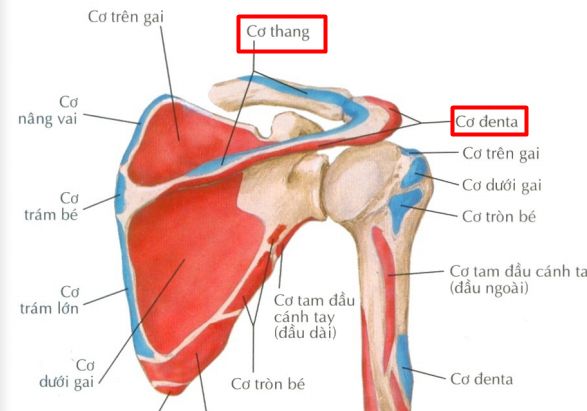 Cơ trên gai
Cơ thang
Cơ
nâng vai
Cơ denta
Cơ trên gai
Cơ dưới gai
Cơ
trám bé
Cơ tròn bé
Cơ tam đầu cánh ta
(đầu ngoài)
Cơ
trám lớn
Cơ tam đầu
cánh tay
(đầu dài)
Cơ
dưới gai
Cơ tròn bé
Cơ denta